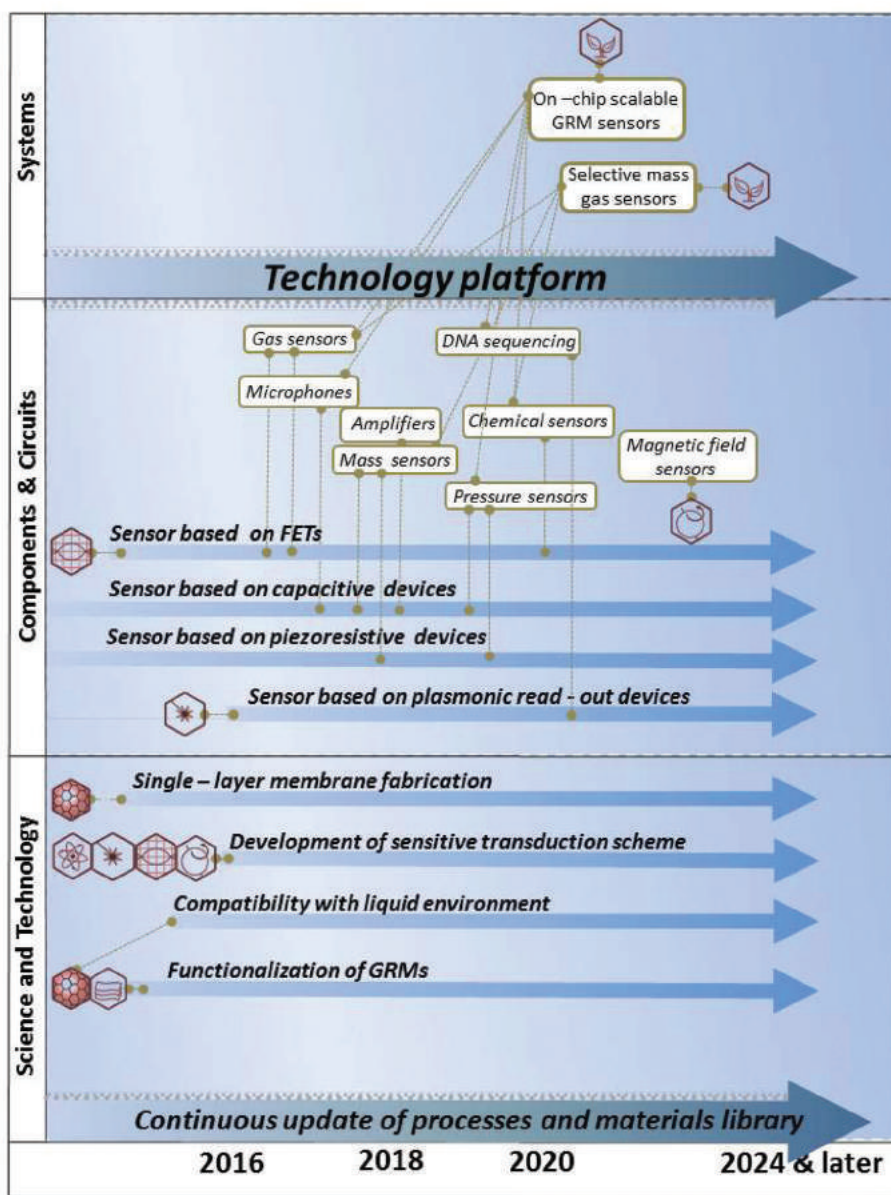 Systems
On –chip scalable
GRM sensors
Selective mass
gas sensors
Technology platform
Components & Circuits
Gas sensors
DNA sequencing
Microphones
Amplifiers
Chemical sensors
Mass sensors
Magnetic field
sensors
Pressure sensors
Sensor based on FETs
Sensor based on capacitive devices
Sensor based on piezoresistive devices
Sensor based on plasmonic read - out devices
Science and Technology
Single – layer membrane fabrication
Development of sensitive transduction scheme
Compatibility with liquid environment
Functionalization of GRMs
Continuous update of processes and materials library
2016 2018 2020 2024 & later